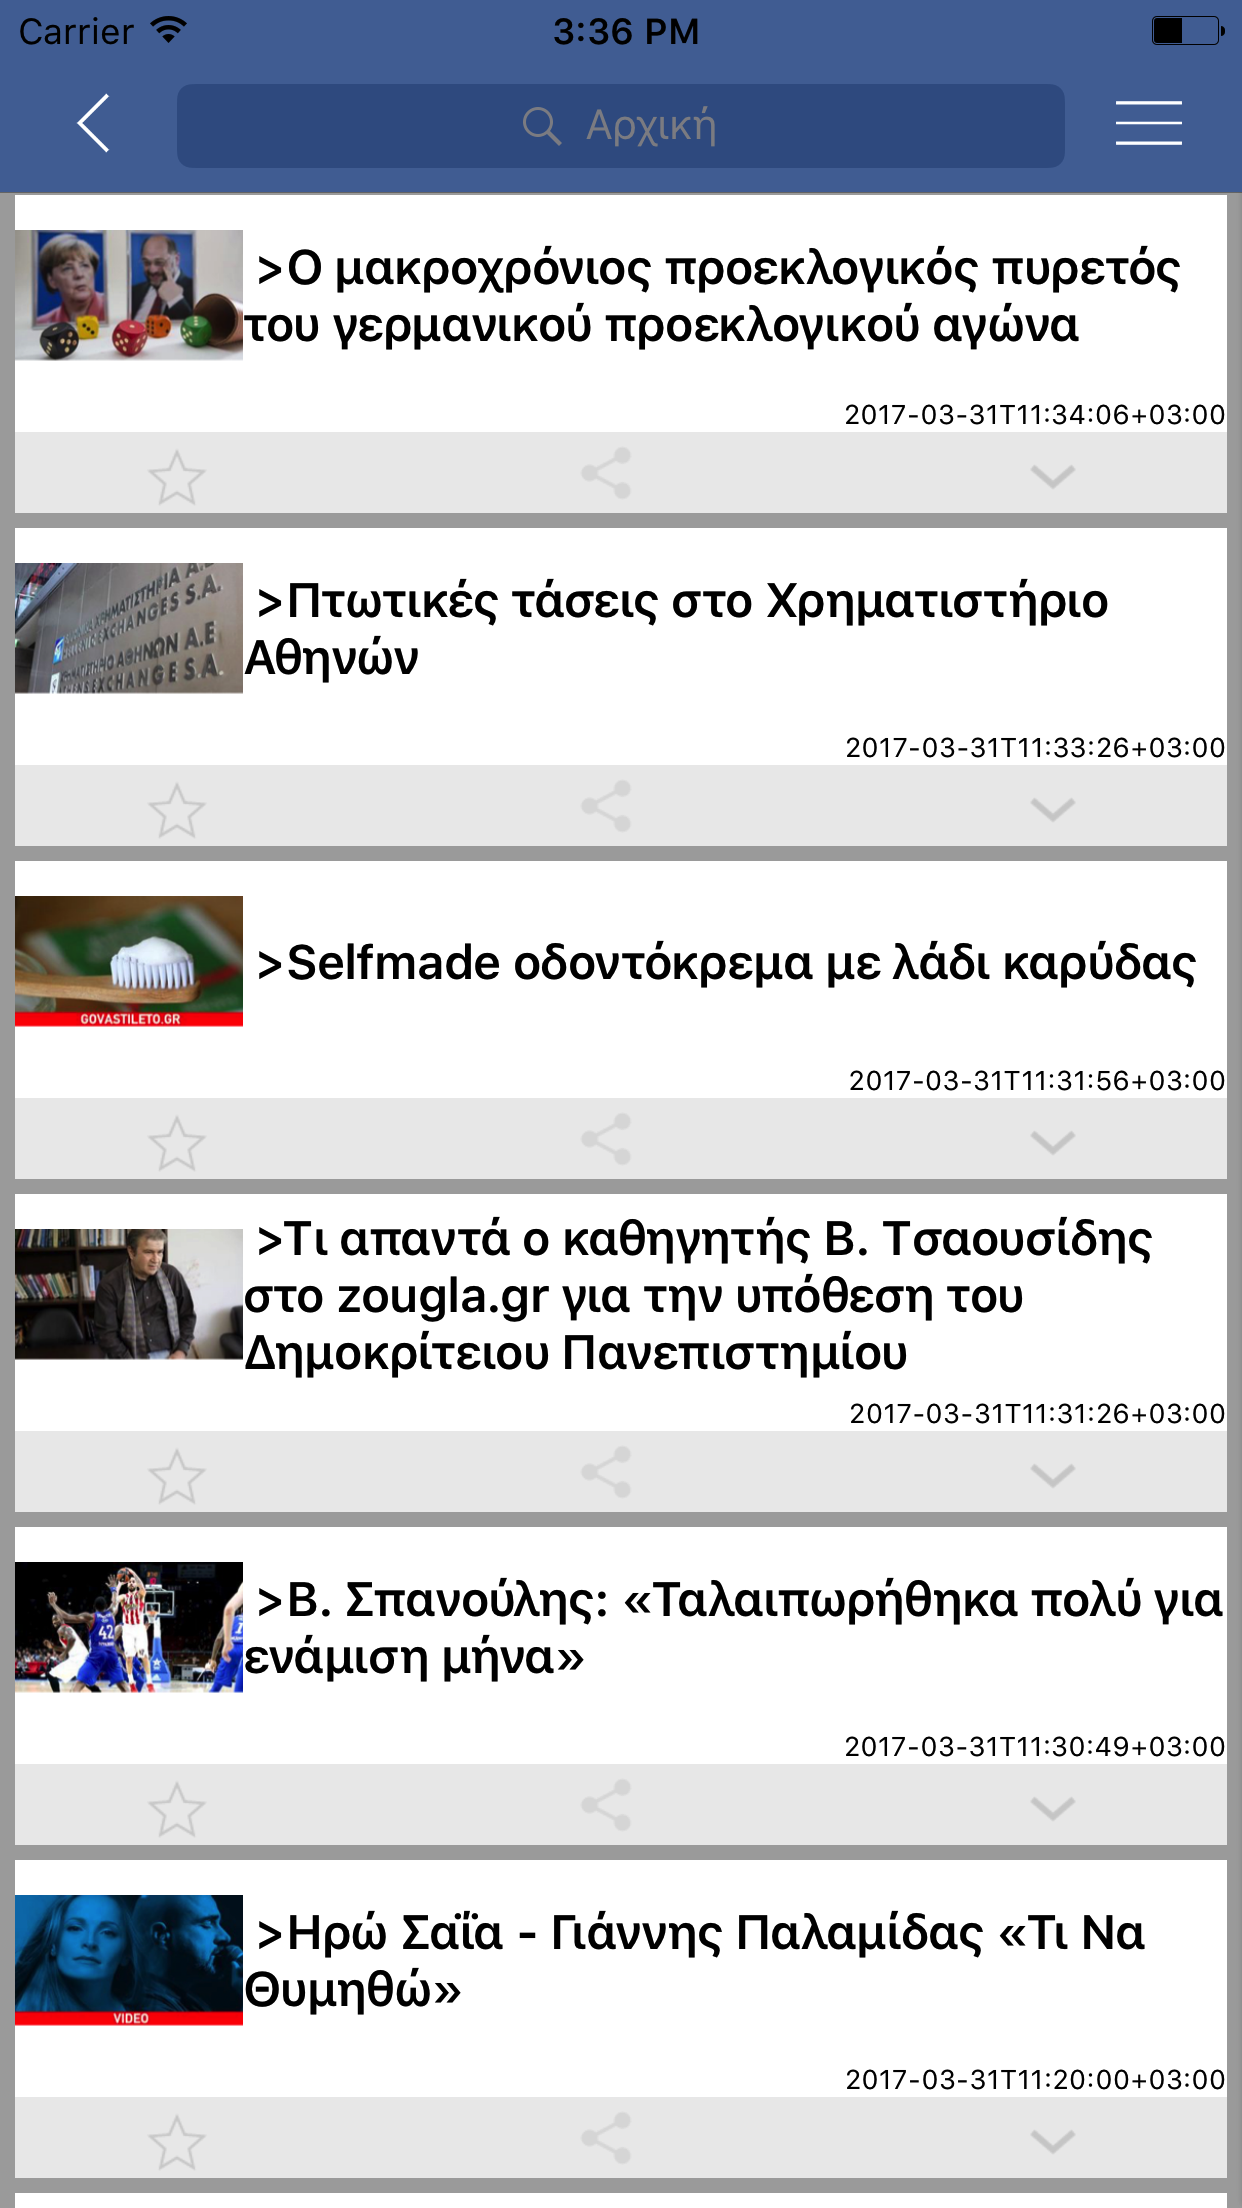 Carrier
3:36 PM
Αρχική
>Ο μακροχρόνιος προεκλογικός πυρετός
του γερμανικού προεκλογικού αγώνα
2017-03-31T11:34:06+03:00
ΧΡΗΜΑΤΙΣΤΗΡΙΑ Α.Ε
EXCHANGES S.A.
ΧΡΗΜΑΤΙΣΤΗΡΙΟ ΑΘΗΝΩΝ Α.Ε
EXCHANGE S.A.
>Πτωτικές τάσεις στο Χρηματιστήριο
Αθηνών
2017-03-31T11:33:26+03:00
GOVASTILETO.GR
>Selfmade οδοντόκρεμα με λάδι καρύδας
2017-03-31T11:31:56+03:00
>Τι απαντά ο καθηγητής Β. Τσαουσίδης
στο zougla.gr για την υπόθεση του
Δημοκρίτειου Πανεπιστημίου
2017-03-31T11:31:26+03:00
42
>Β. Σπανούλης: «Ταλαιπωρήθηκα πολύ για
ενάμιση μήνα»
2017-03-31T11:30:49+03:00
VIDEO
>Ηρώ Σαΐα - Γιάννης Παλαμίδας «Τι Να
Θυμηθώ»
2017-03-31T11:20:00+03:00